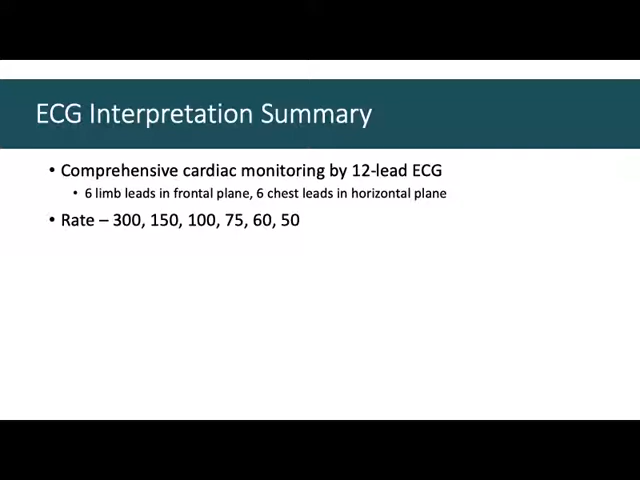 ECG Interpretation Summary
• Comprehensive cardiac monitoring by 12-lead ECG
• 6 limb leads in frontal plane, 6 chest leads in horizontal plane
• Rate – 300, 150, 100, 75, 60, 50